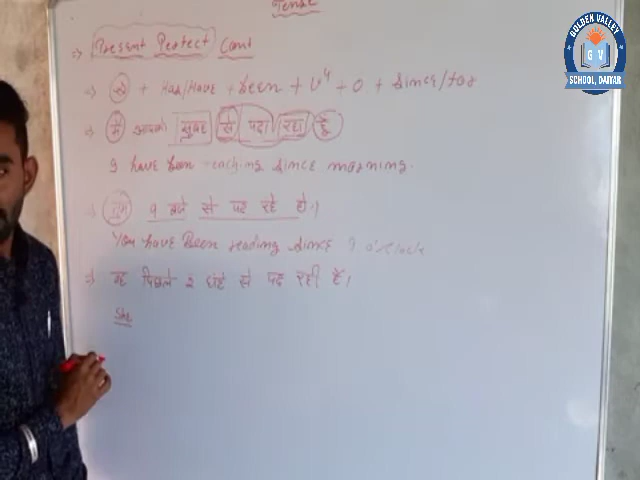 Tense
⇒ Present Perfect Cont
⇒ + Has/Have + been + V4 + O + Since/for
⇒ मैं आपको सुबह से पढा रहा हूँ
I have been teaching since morning.
⇒ तुम 9 बजे से पढ रहे हो।
You have Been reading since 9 o'clock
⇒ वह पिछले 2 घंटे से पढ रही है।
She
GOLDEN VALLEY
G V
SCHOOL, DAIYAR